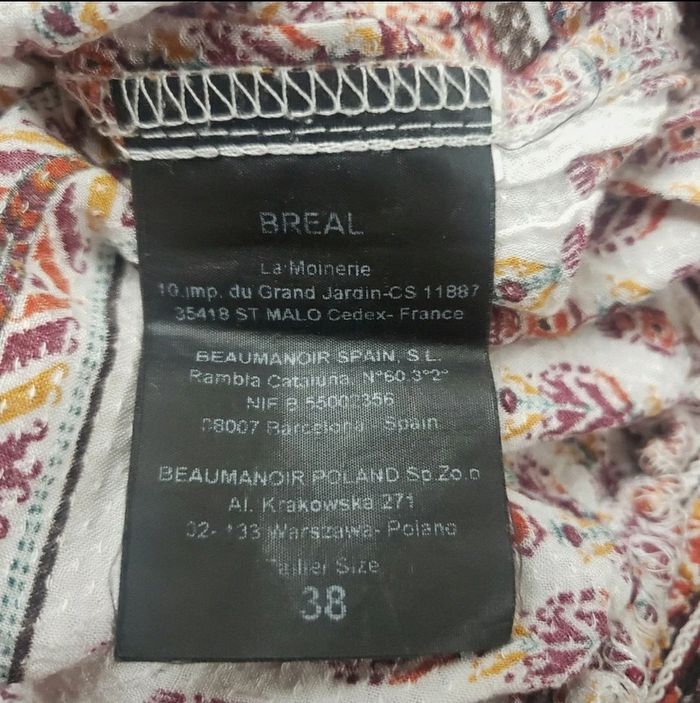 BREAL
La Moinerie
10.imp. du Grand Jardin-CS 11887
35418 ST MALO Cedex- France
BEAUMANOIR SPAIN, S.L.
Rambla Cataluna, N°60.3°2°
NIF B 55002356
08007 Barcelona - Spain
BEAUMANOIR POLAND Sp.Zo.o
Al. Krakowska 271
02-133 Warszawa- Poland
Taille/ Size
38